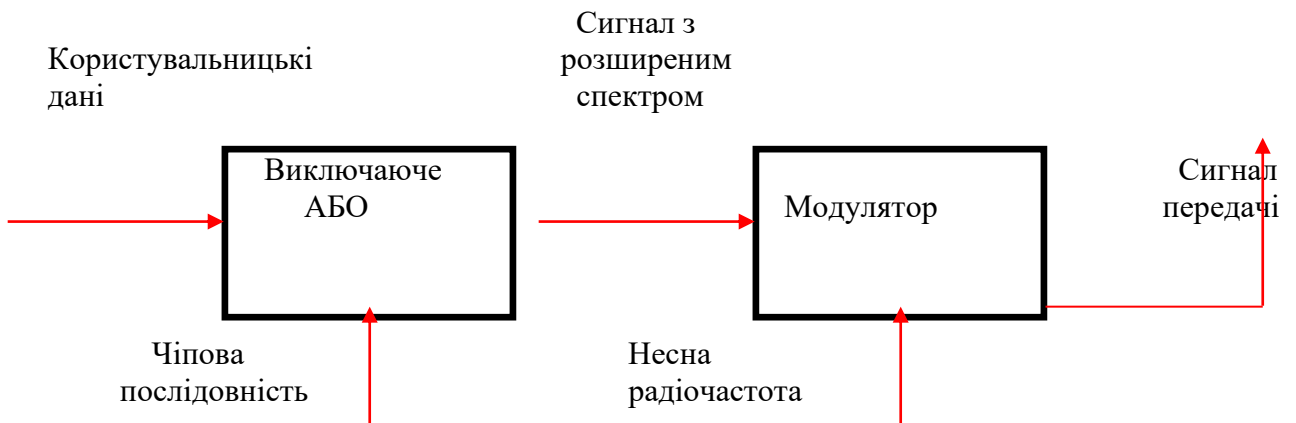 Користувальницькі
дані
Сигнал з
розширеним
спектром
Виключаюче
АБО
Модулятор
Сигнал
передачі
Чіпова
послідовність
Несна
радіочастота